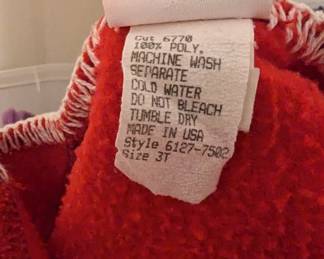 Cut 6770
100% POLY.
MACHINE WASH
SEPARATE
COLD WATER
DO NOT BLEACH
TUMBLE DRY
MADE IN USA
Style 6127-7502
Size 3T